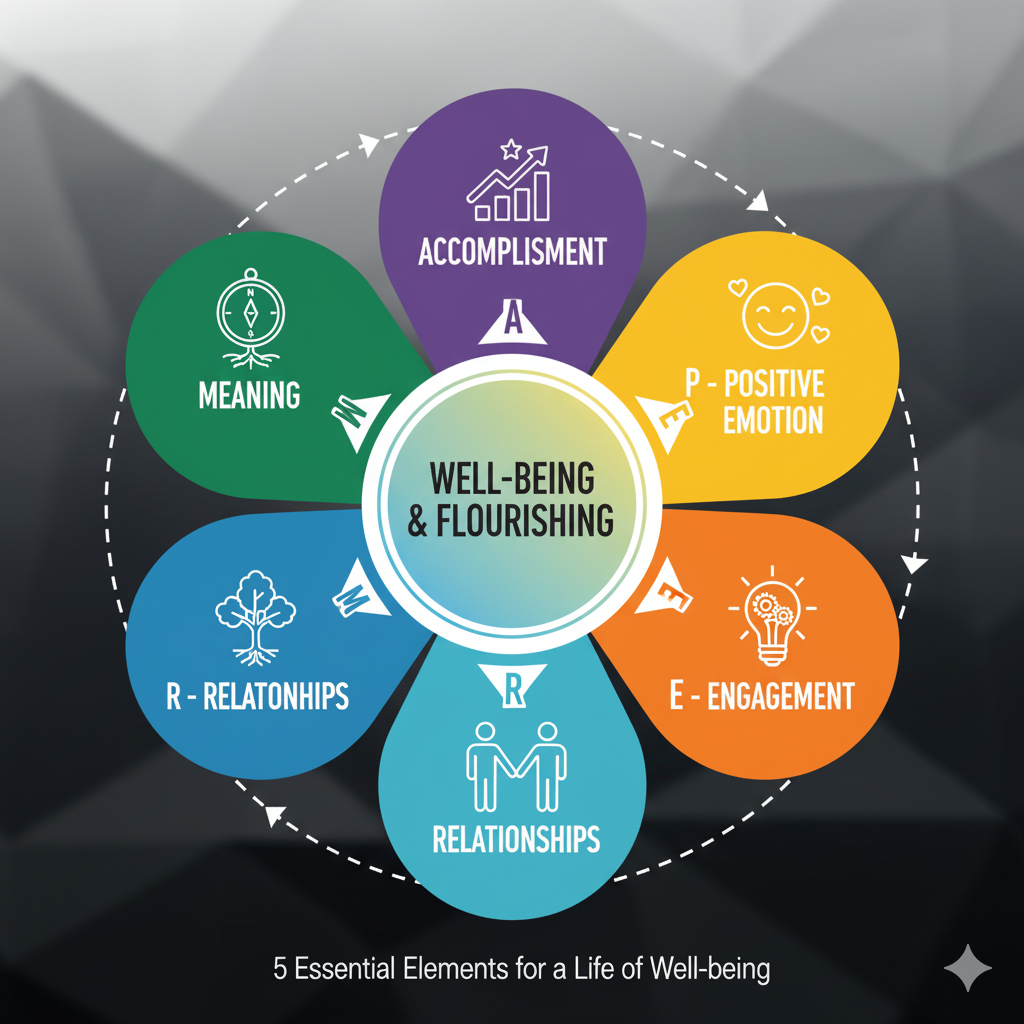 ACCOMPLISMENT
A
P - POSITIVE
EMOTION
E
E
E - ENGAGEMENT
R
RELATIONSHIPS
M
R - RELATONHIPS
MEANING
N
M
WELL-BEING
& FLOURISHING
5 Essential Elements for a Life of Well-being